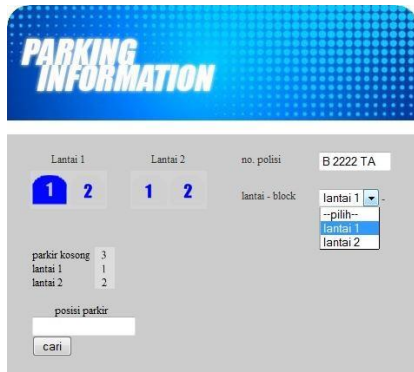 PARKING
INFORMATION
Lantai 1 Lantai 2 no. polisi B 2222 TA
1 2 1 2 lantai - block lantai 1 -
--pilih--
lantai 1
lantai 2
parkir kosong 3
lantai 1 1
lantai 2 2
posisi parkir
cari